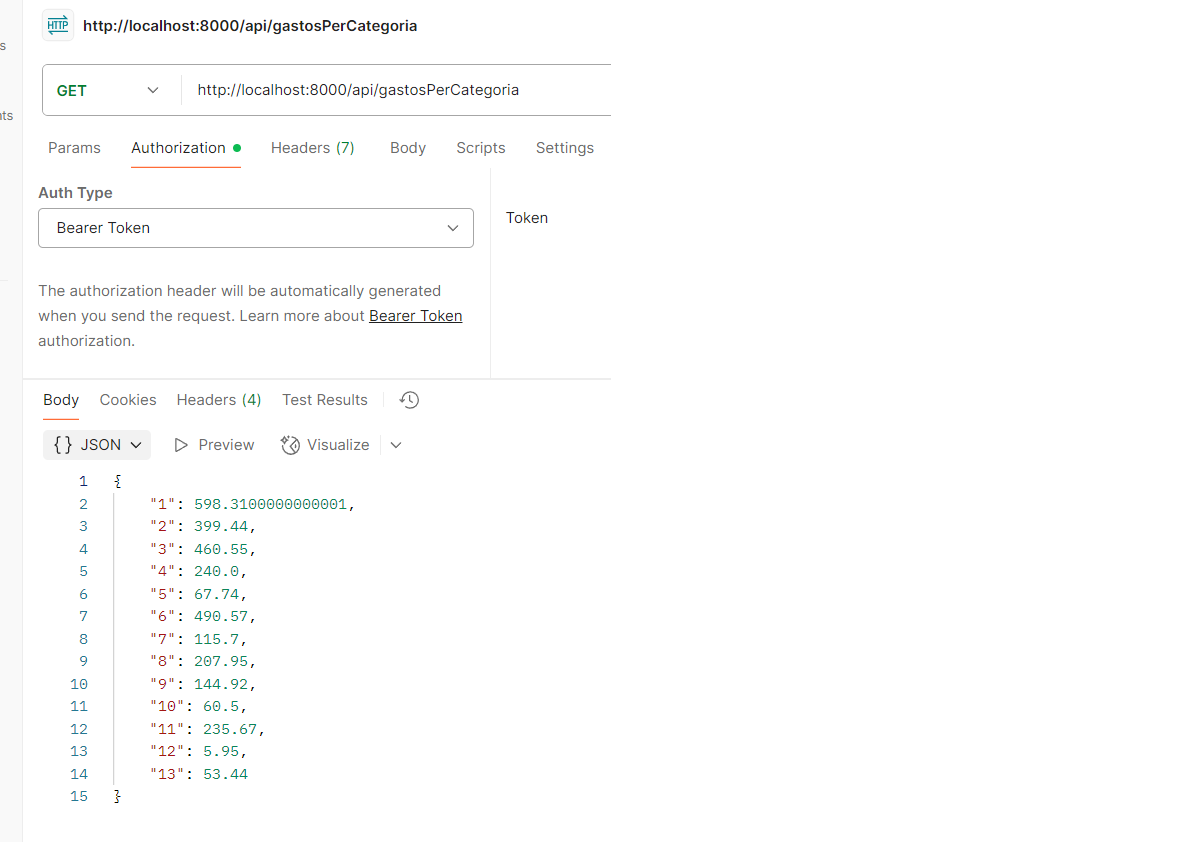 HTTP http://localhost:8000/api/gastosPerCategoria
s
GET http://localhost:8000/api/gastosPerCategoria
nts
Params Authorization Headers (7) Body Scripts Settings
Auth Type
Bearer Token
Token
The authorization header will be automatically generated
when you send the request. Learn more about Bearer Token
authorization.
Body Cookies Headers (4) Test Results
{} JSON Preview Visualize
1 {
2 "1": 598.3100000000001,
3 "2": 399.44,
4 "3": 460.55,
5 "4": 240.0,
6 "5": 67.74,
7 "6": 490.57,
8 "7": 115.7,
9 "8": 207.95,
10 "9": 144.92,
11 "10": 60.5,
12 "11": 235.67,
13 "12": 5.95,
14 "13": 53.44
15 }